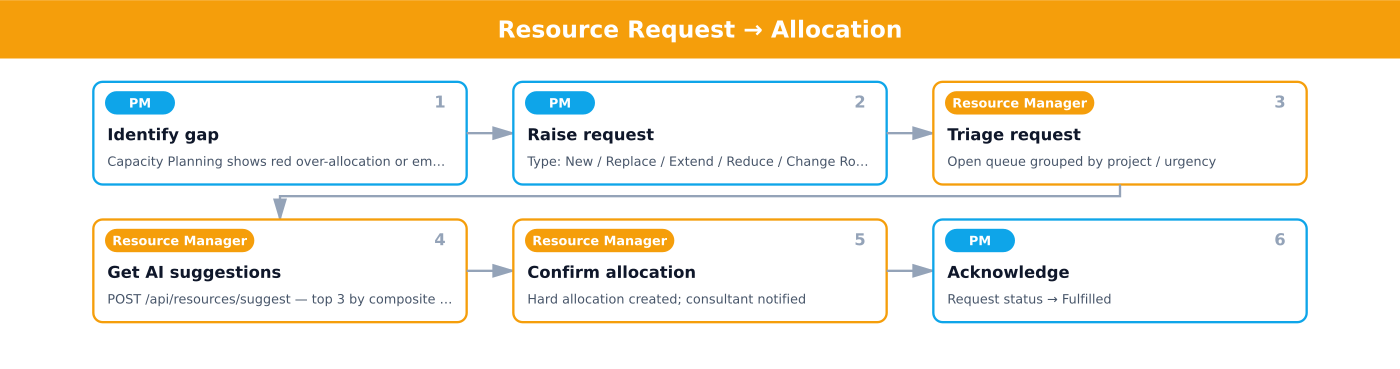 Resource Request → Allocation
PM
1
Identify gap
Capacity Planning shows red over-allocation or em…
PM
2
Raise request
Type: New / Replace / Extend / Reduce / Change Ro…
Resource Manager
3
Triage request
Open queue grouped by project / urgency
Resource Manager
4
Get AI suggestions
POST /api/resources/suggest — top 3 by composite …
Resource Manager
5
Confirm allocation
Hard allocation created; consultant notified
PM
6
Acknowledge
Request status → Fulfilled